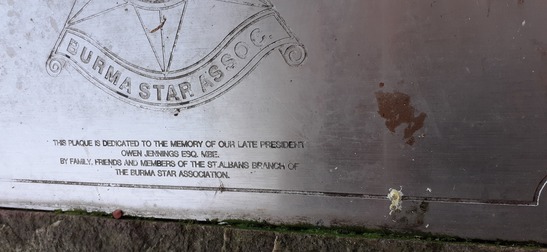 BURMA STAR ASSOC.
THIS PLAQUE IS DEDICATED TO THE MEMORY OF OUR LATE PRESIDENT
OWEN JENNINGS ESQ. MBE.
BY FAMILY, FRIENDS AND MEMBERS OF THE ST.ALBANS BRANCH OF
THE BURMA STAR ASSOCIATION.